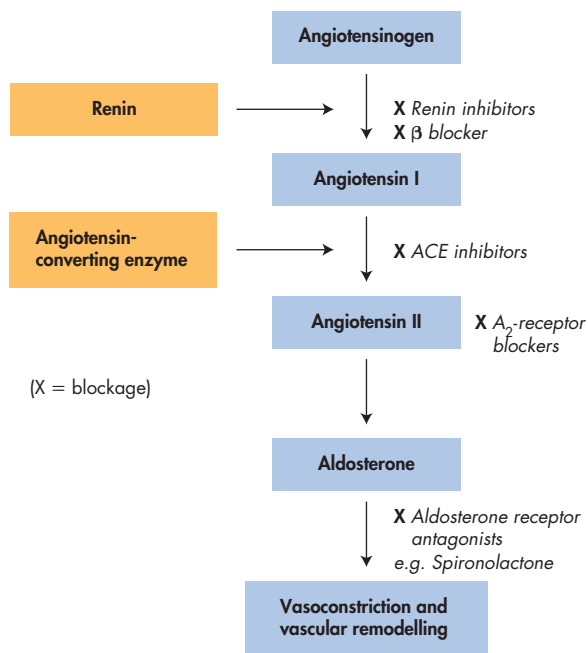 Angiotensinogen
Renin
X Renin inhibitors
X β blocker
Angiotensin I
Angiotensin-
converting enzyme
X ACE inhibitors
Angiotensin II
X A₂-receptor
blockers
(X = blockage)
Aldosterone
X Aldosterone receptor
antagonists
e.g. Spironolactone
Vasoconstriction and
vascular remodelling